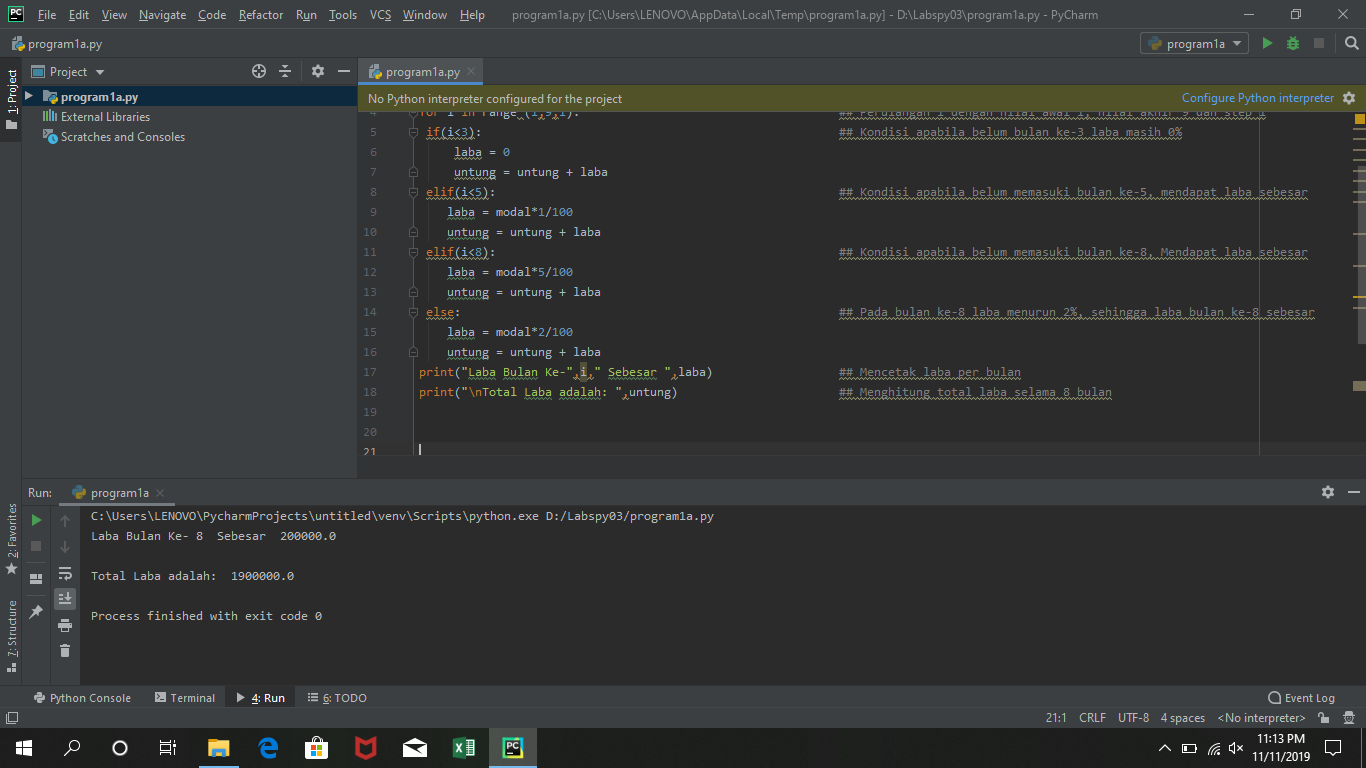 File Edit View Navigate Code Refactor Run Tools VCS Window Help program1a.py [C:\Users\LENOVO\AppData\Local\Temp\program1a.py] - D:\Labspy03\program1a.py - PyCharm
program1a.py
program1a
1: Project
Project
program1a.py
External Libraries
Scratches and Consoles
program1a.py
No Python interpreter configured for the project Configure Python interpreter
4 for i in range (1,9,1): ## Perulangan i dengan nilai awal 1, nilai akhir 9 dan step 1
5 if(i<3): ## Kondisi apabila belum bulan ke-3 laba masih 0%
6 laba = 0
7 untung = untung + laba
8 elif(i<5): ## Kondisi apabila belum memasuki bulan ke-5, mendapat laba sebesar
9 laba = modal*1/100
10 untung = untung + laba
11 elif(i<8): ## Kondisi apabila belum memasuki bulan ke-8, Mendapat laba sebesar
12 laba = modal*5/100
13 untung = untung + laba
14 else: ## Pada bulan ke-8 laba menurun 2%, sehingga laba bulan ke-8 sebesar
15 laba = modal*2/100
16 untung = untung + laba
17 print("Laba Bulan Ke-",i," Sebesar ",laba) ## Mencetak laba per bulan
18 print("\nTotal Laba adalah: ",untung) ## Menghitung total laba selama 8 bulan
19
20
21
Run: program1a
C:\Users\LENOVO\PycharmProjects\untitled\venv\Scripts\python.exe D:/Labspy03/program1a.py
Laba Bulan Ke- 8  Sebesar  200000.0
Total Laba adalah:  1900000.0
Process finished with exit code 0
2: Favorites
7: Structure
Python Console Terminal 4: Run 6: TODO Event Log
21:1 CRLF UTF-8 4 spaces <No interpreter>
11:13 PM
11/11/2019